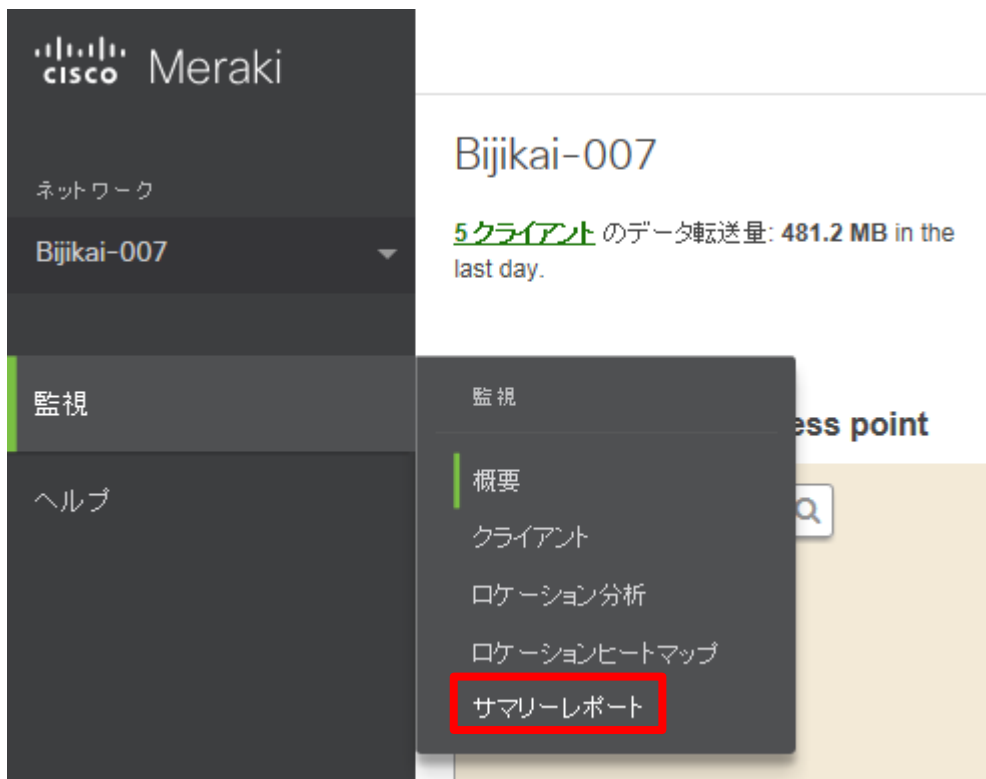 cisco Meraki
ネットワーク
Bijikai-007
監視
ヘルプ
Bijikai-007
5 クライアント のデータ転送量: 481.2 MB in the
last day.
ess point
監視
概要
クライアント
ロケーション分析
ロケーションヒートマップ
サマリーレポート